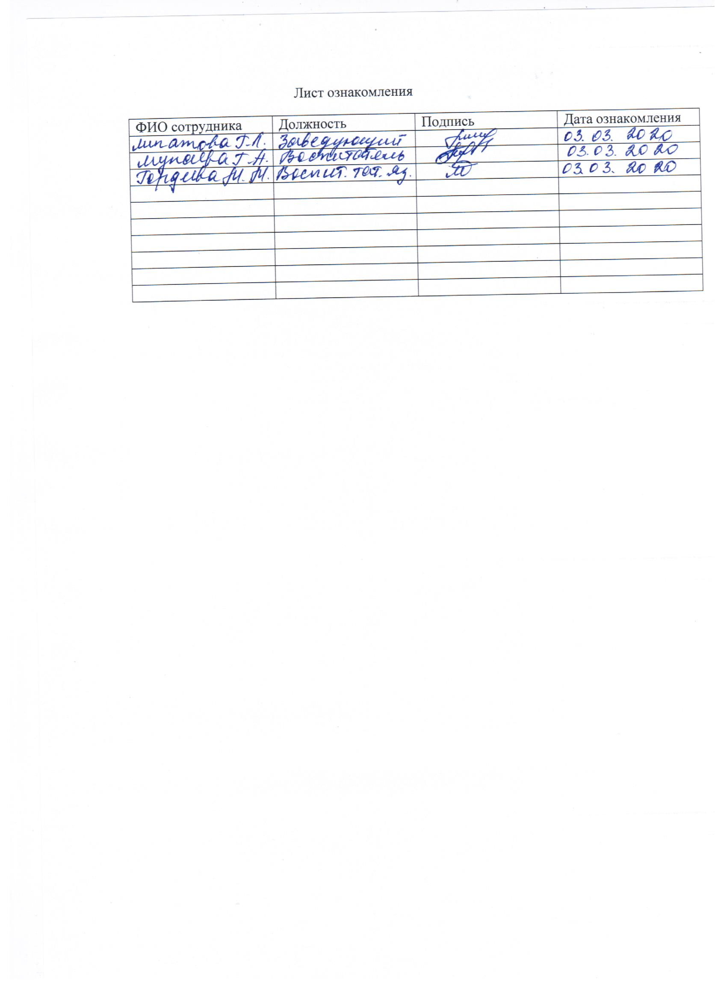 Лист ознакомления
ФИО сотрудника Должность Подпись Дата ознакомления
Липатова Г.Л. Заведующий 03.03.2020
Г.А. Воспитатель 03.03.2020
Гордеева М.М. Воспит. тат. яз. 03.03.2020